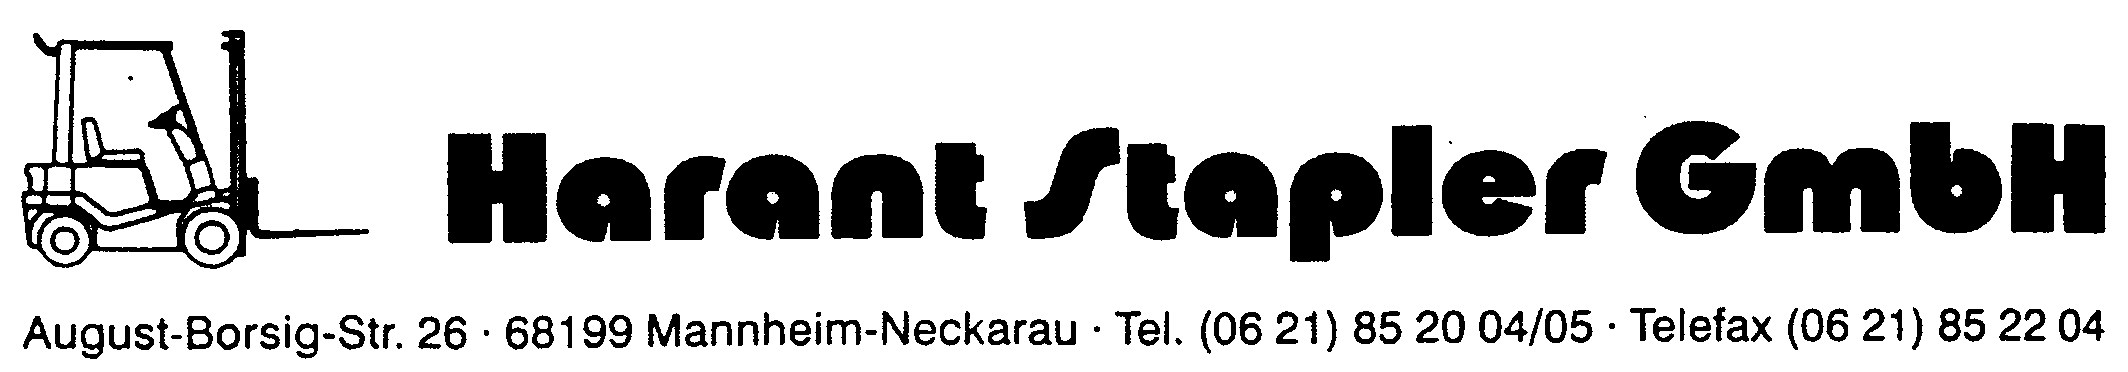 Harant Stapler GmbH
August-Borsig-Str. 26 · 68199 Mannheim-Neckarau · Tel. (06 21) 85 20 04/05 · Telefax (06 21) 85 22 04